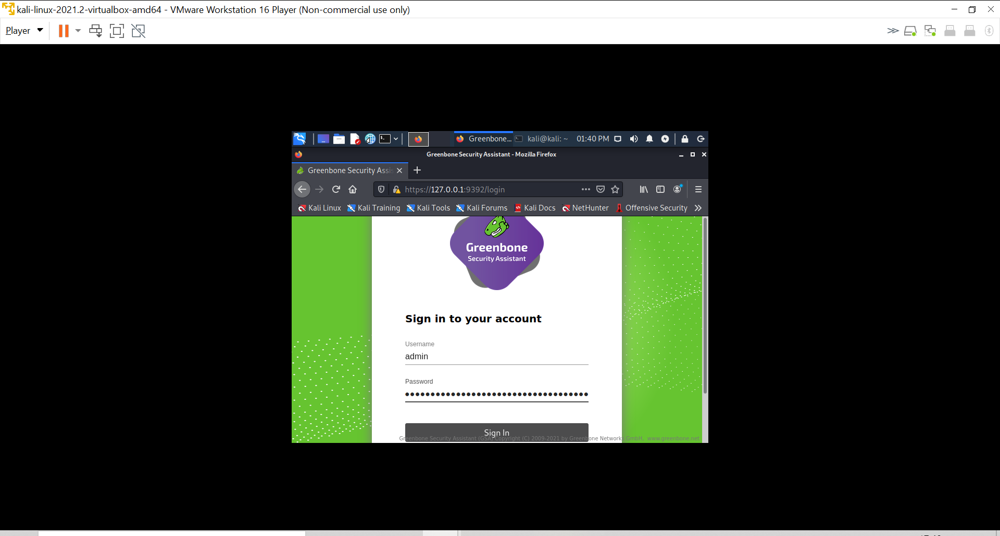 kali-linux-2021.2-virtualbox-amd64 - VMware Workstation 16 Player (Non-commercial use only)
Player
Greenbone... kali@kali: ~ 01:40 PM
Greenbone Security Assistant - Mozilla Firefox
Greenbone Security Assis
https://127.0.0.1:9392/login
Kali Linux Kali Training Kali Tools Kali Forums Kali Docs NetHunter Offensive Security
Greenbone
Security Assistant
Sign in to your account
Username
admin
Password
Sign In
Greenbone Security Assistant (GSA) Copyright (C) 2009-2021 by Greenbone Networks GmbH, www.greenbone.net